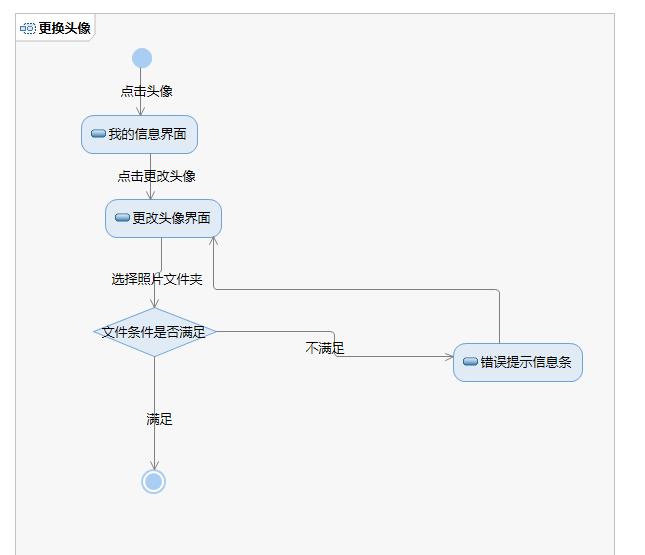 更换头像
点击头像
我的信息界面
点击更改头像
更改头像界面
选择照片文件夹
文件条件是否满足
不满足
错误提示信息条
满足